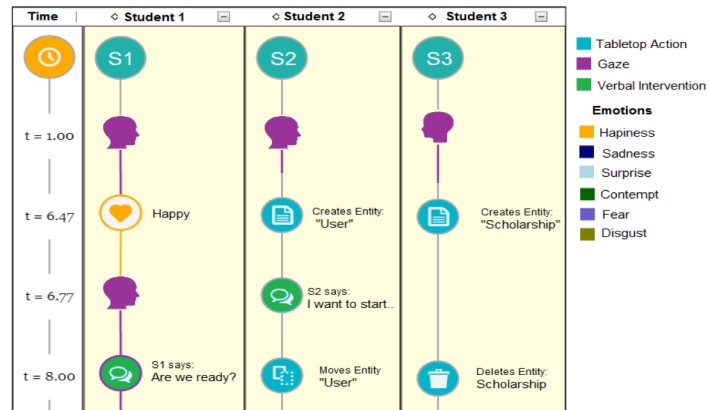 Time Student 1 Student 2 Student 3
S1 S2 S3
t = 1.00
t = 6.47
Happy
Creates Entity:
"User"
Creates Entity:
"Scholarship"
t = 6.77
S2 says:
I want to start..
t = 8.00
S1 says:
Are we ready?
Moves Entity
"User"
Deletes Entity:
Scholarship
Tabletop Action
Gaze
Verbal Intervention
Emotions
Hapiness
Sadness
Surprise
Contempt
Fear
Disgust